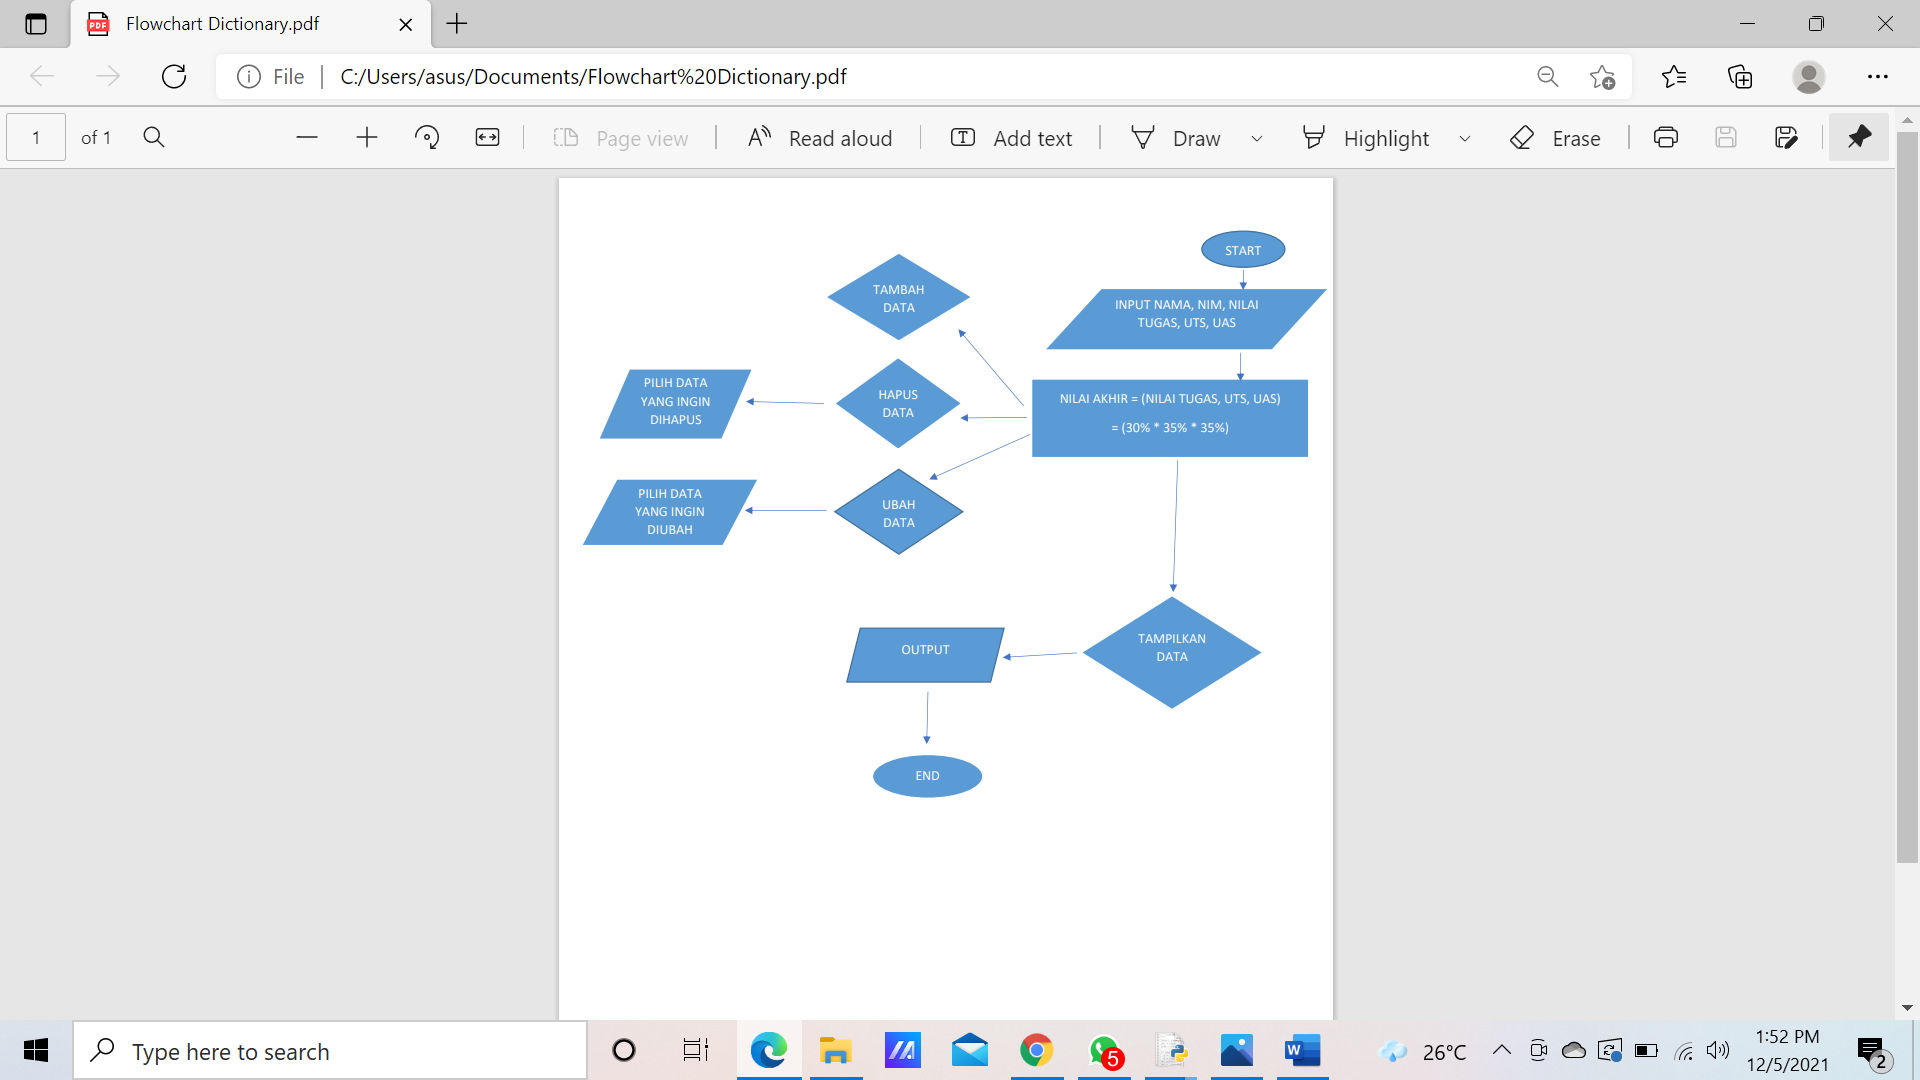 Flowchart Dictionary.pdf
File
C:/Users/asus/Documents/Flowchart%20Dictionary.pdf
1
of 1
Page view
Read aloud
Add text
Draw
Highlight
Erase
START
INPUT NAMA, NIM, NILAI
TUGAS, UTS, UAS
NILAI AKHIR = (NILAI TUGAS, UTS, UAS)
= (30% * 35% * 35%)
TAMBAH
DATA
HAPUS
DATA
PILIH DATA
YANG INGIN
DIHAPUS
UBAH
DATA
PILIH DATA
YANG INGIN
DIUBAH
TAMPILKAN
DATA
OUTPUT
END
Type here to search
5
26°C
1:52 PM
12/5/2021
2